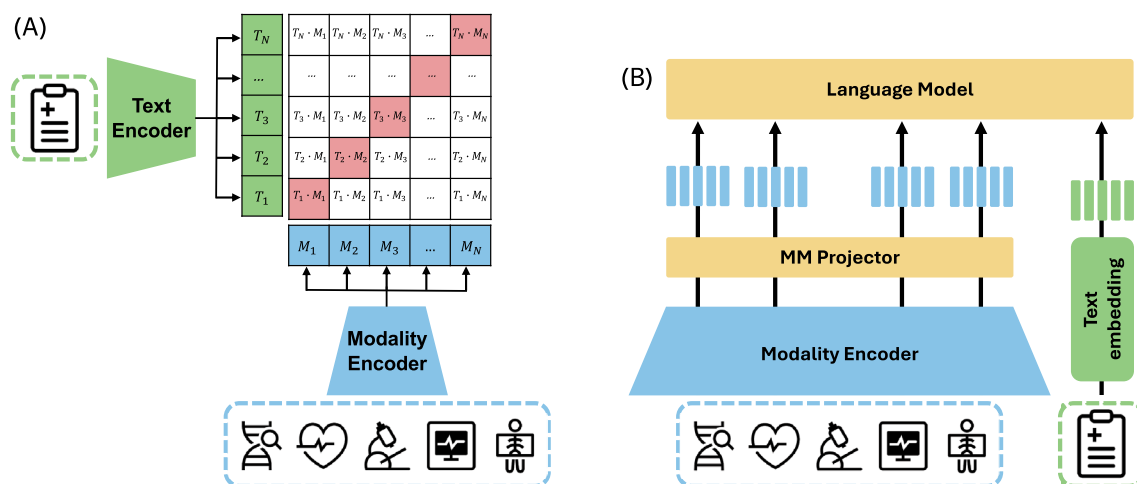 (A)
Text
Encoder
T_N
...
T_3
T_2
T_1
T_N · M_1 T_N · M_2 T_N · M_3 ... T_N · M_N
... ... ... ... ...
T_3 · M_1 T_3 · M_2 T_3 · M_3 ... T_3 · M_N
T_2 · M_1 T_2 · M_2 T_2 · M_3 ... T_2 · M_N
T_1 · M_1 T_1 · M_2 T_1 · M_3 ... T_1 · M_N
M_1 M_2 M_3 ... M_N
Modality
Encoder
(B)
Language Model
MM Projector
Modality Encoder
Text
embedding